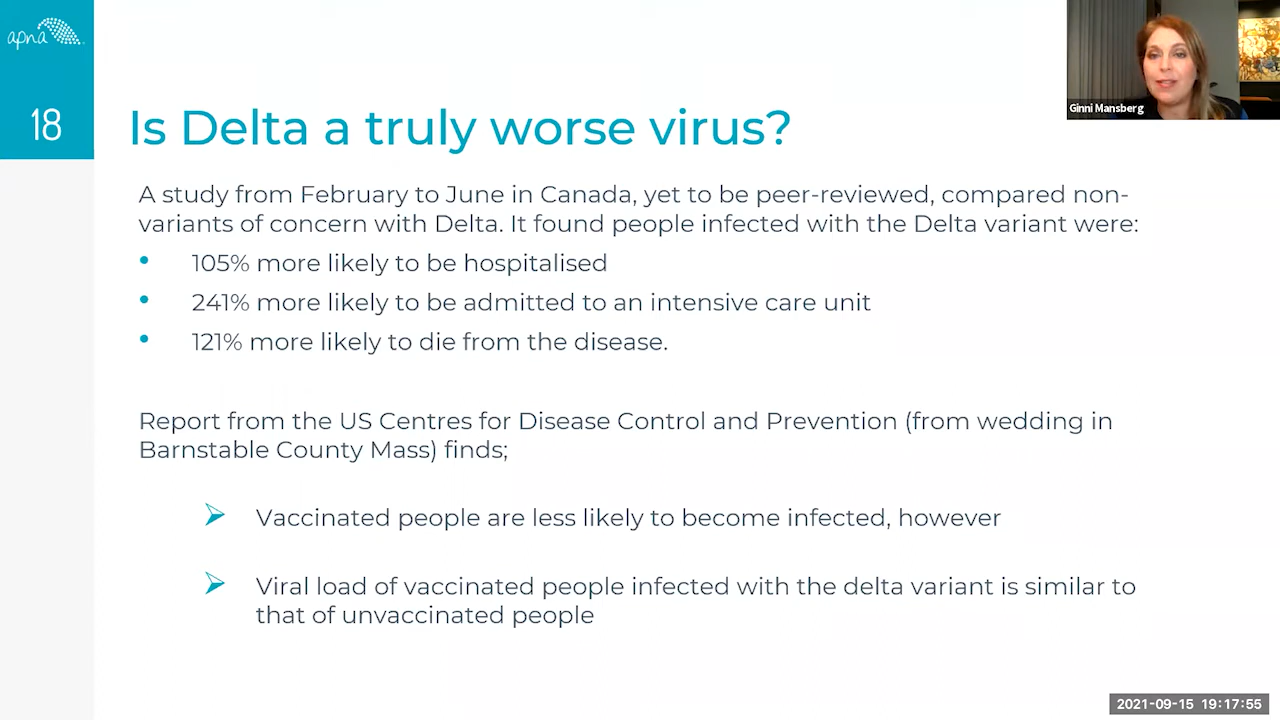 apna
18
Is Delta a truly worse virus?
Ginni Mansberg
A study from February to June in Canada, yet to be peer-reviewed, compared non-
variants of concern with Delta. It found people infected with the Delta variant were:
• 105% more likely to be hospitalised
• 241% more likely to be admitted to an intensive care unit
• 121% more likely to die from the disease.
Report from the US Centres for Disease Control and Prevention (from wedding in
Barnstable County Mass) finds;
➢ Vaccinated people are less likely to become infected, however
➢ Viral load of vaccinated people infected with the delta variant is similar to
that of unvaccinated people
2021-09-15 19:17:55